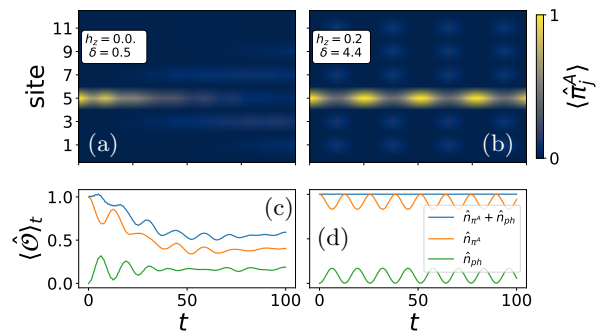 11
9
7
5
3
1
site
h_z = 0.0.
δ = 0.5
(a)
h_z = 0.2
δ = 4.4
(b)
1
0
⟨π̂_j^A⟩
1.0
0.5
0.0
⟨Ô⟩_t
(c)
0
50
100
t
(d)
n̂_{π^A} + n̂_{ph}
n̂_{π^A}
n̂_{ph}
0
50
100
t